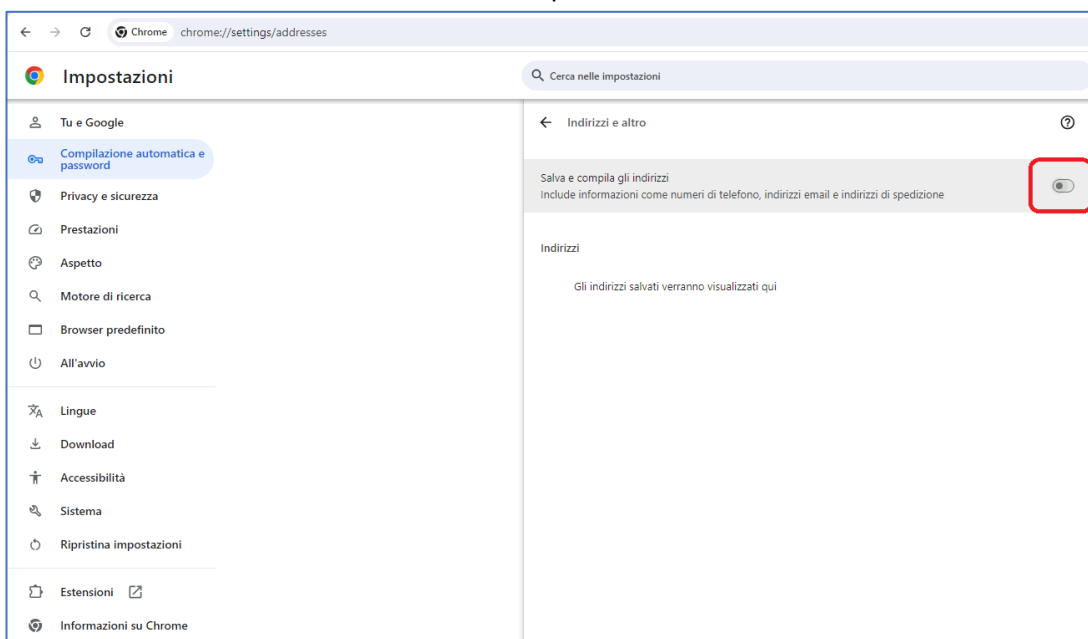 Chrome chrome://settings/addresses
Impostazioni
Cerca nelle impostazioni
Tu e Google
Compilazione automatica e
password
Privacy e sicurezza
Prestazioni
Aspetto
Motore di ricerca
Browser predefinito
All'avvio
Lingue
Download
Accessibilità
Sistema
Ripristina impostazioni
Estensioni
Informazioni su Chrome
Indirizzi e altro
Salva e compila gli indirizzi
Include informazioni come numeri di telefono, indirizzi email e indirizzi di spedizione
Indirizzi
Gli indirizzi salvati verranno visualizzati qui